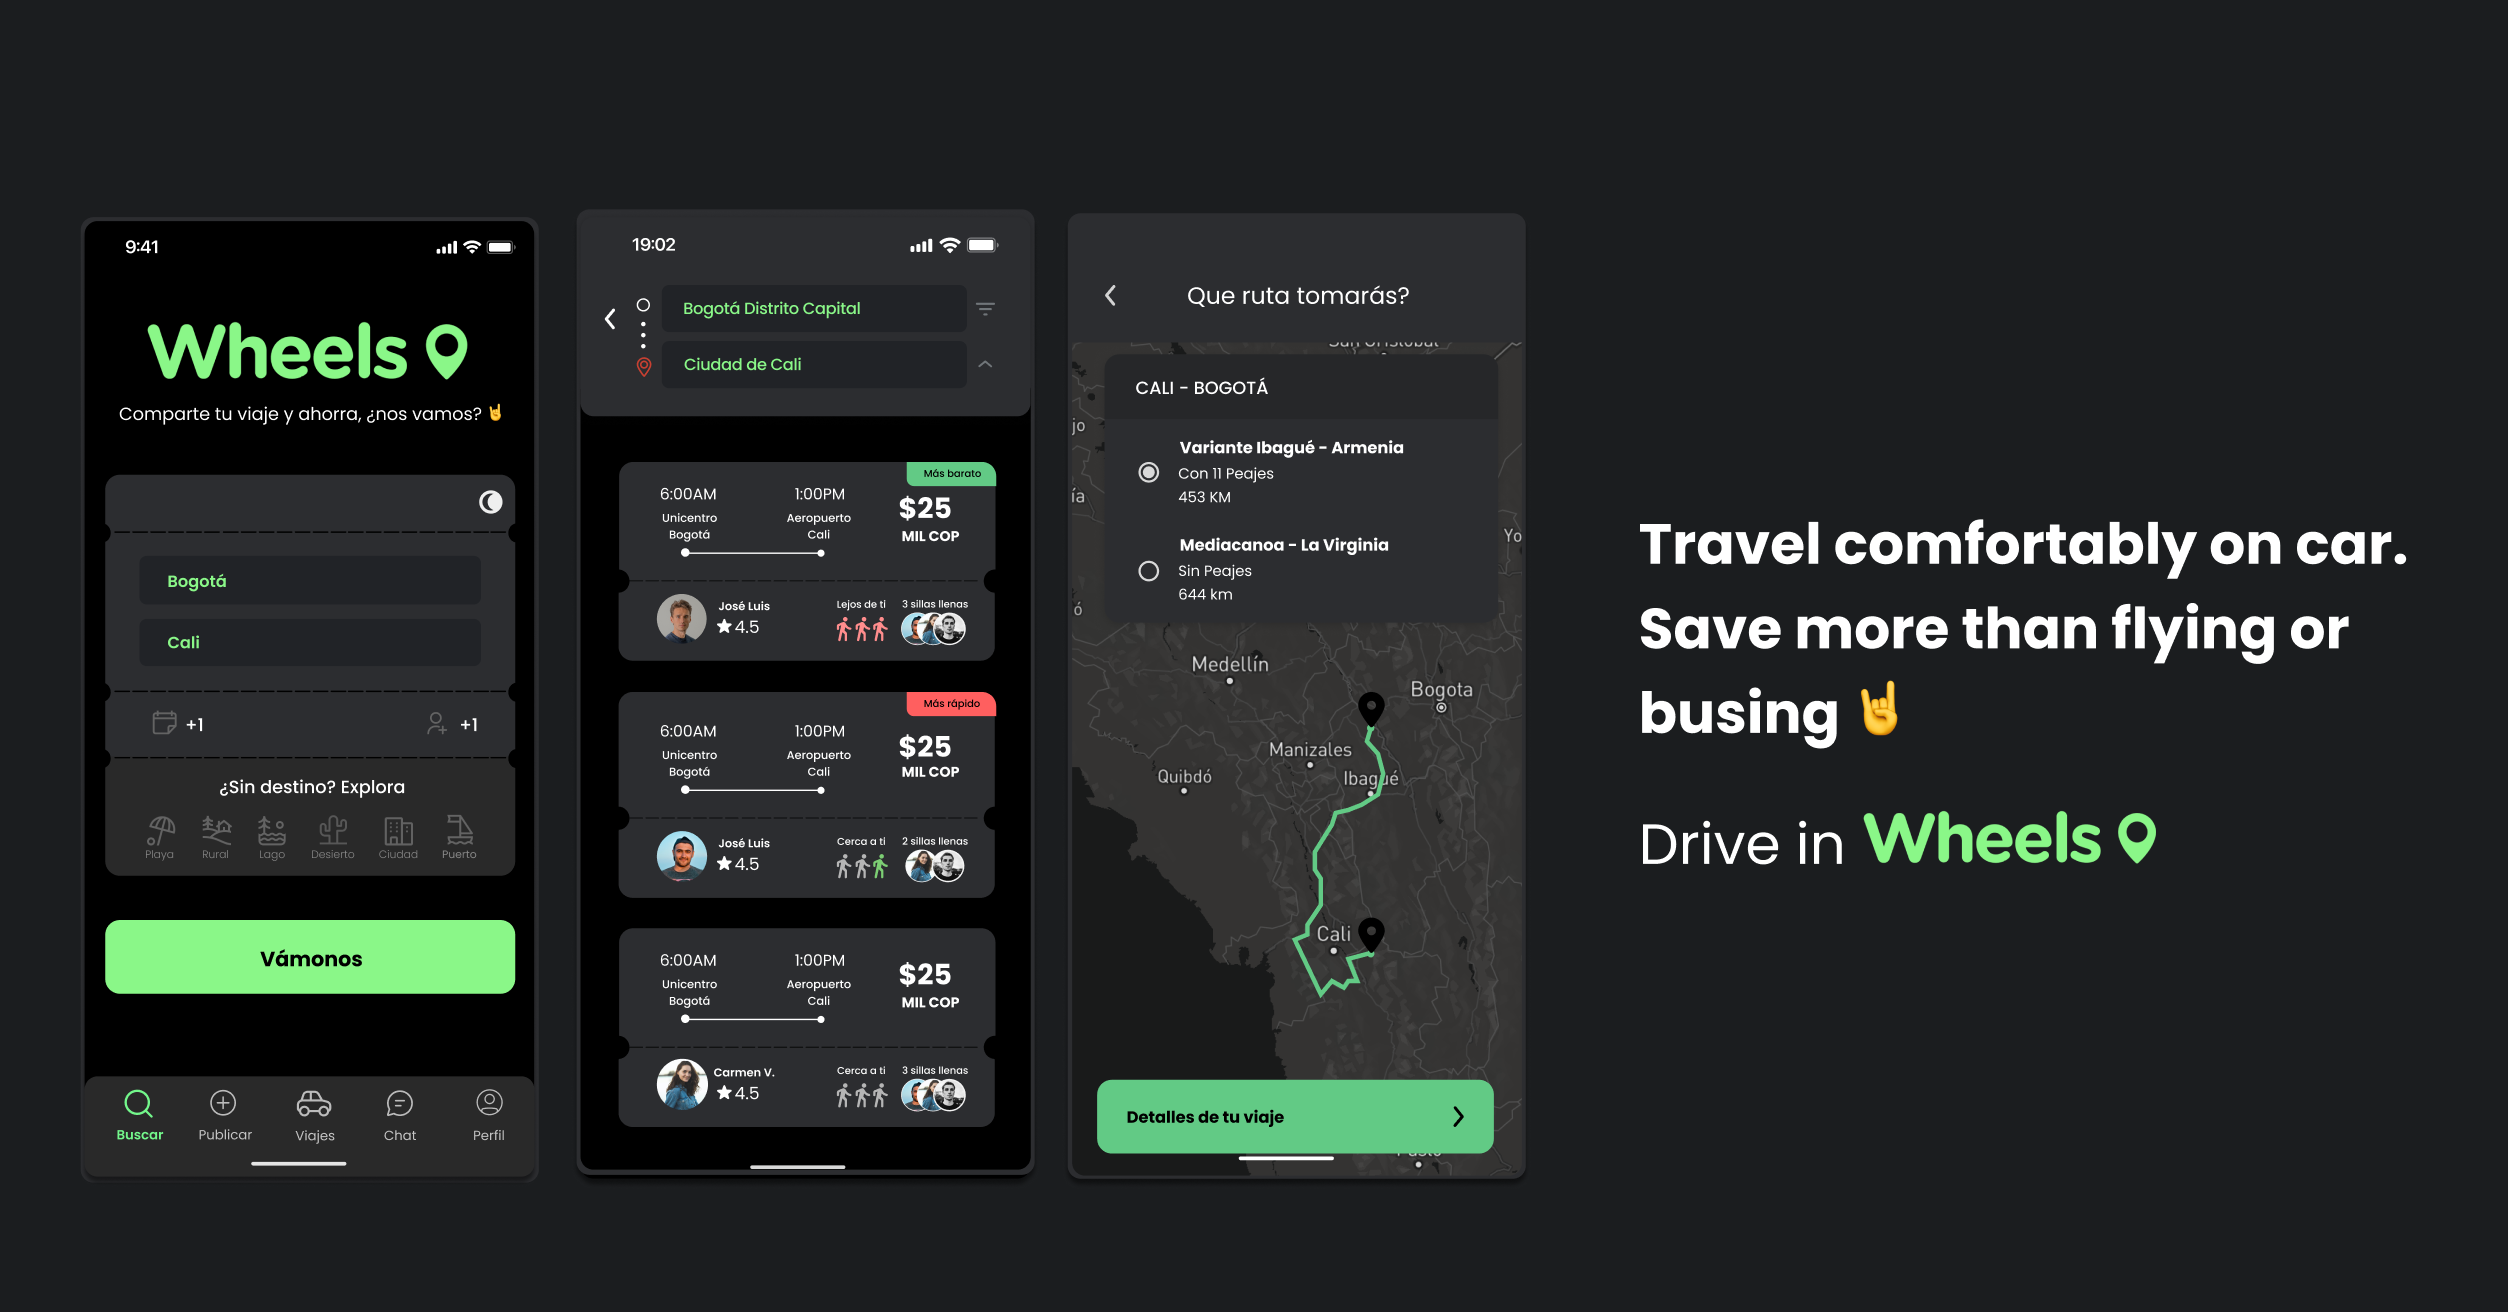 9:41
Wheels
Comparte tu viaje y ahorra, ¿nos vamos? 🤘
Bogotá
Cali
+1
+1
¿Sin destino? Explora
Playa Rural Lago Desierto Ciudad Puerto
Vámonos
Buscar Publicar Viajes Chat Perfil
19:02
Bogotá Distrito Capital
Ciudad de Cali
Más barato
6:00AM 1:00PM $25
Unicentro Aeropuerto
Bogotá Cali MIL COP
José Luis Lejos de ti 3 sillas llenas
4.5
Más rápido
6:00AM 1:00PM $25
Unicentro Aeropuerto
Bogotá Cali MIL COP
José Luis Cerca a ti 2 sillas llenas
4.5
6:00AM 1:00PM $25
Unicentro Aeropuerto
Bogotá Cali MIL COP
Carmen V. Cerca a ti 3 sillas llenas
4.5
Que ruta tomarás?
CALI - BOGOTÁ
Variante Ibagué - Armenia
Con 11 Peajes
453 KM
Mediacanoa - La Virginia
Sin Peajes
644 km
jo
ía
Yo
ó
Medellín
Bogota
Manizales
Quibdó
Ibagué
Cali
Detalles de tu viaje
Travel comfortably on car.
Save more than flying or
busing 🤘
Drive in Wheels